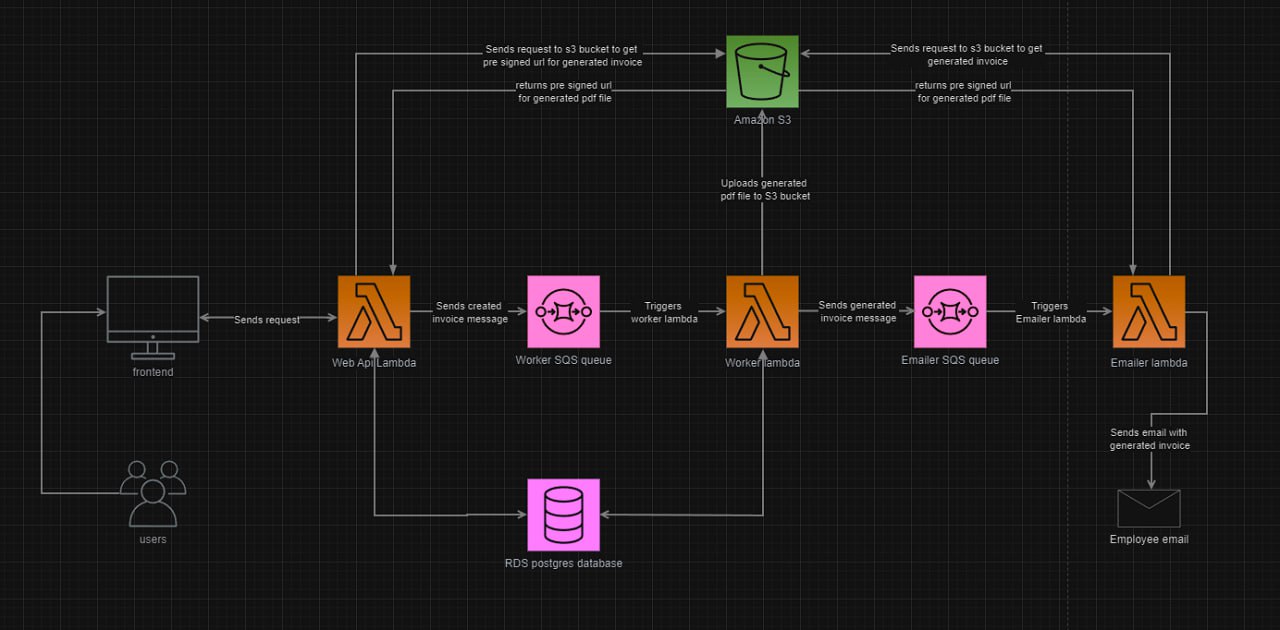 Sends request to s3 bucket to get
pre signed url for generated invoice
Sends request to s3 bucket to get
generated invoice
returns pre signed url
for generated pdf file
returns pre signed url
for generated pdf file
Amazon S3
Uploads generated
pdf file to S3 bucket
Sends request
Sends created
invoice message
Triggers
worker lambda
Sends generated
invoice message
Triggers
Emailer lambda
frontend
Web Api Lambda
Worker SQS queue
Worker lambda
Emailer SQS queue
Emailer lambda
Sends email with
generated invoice
users
RDS postgres database
Employee email